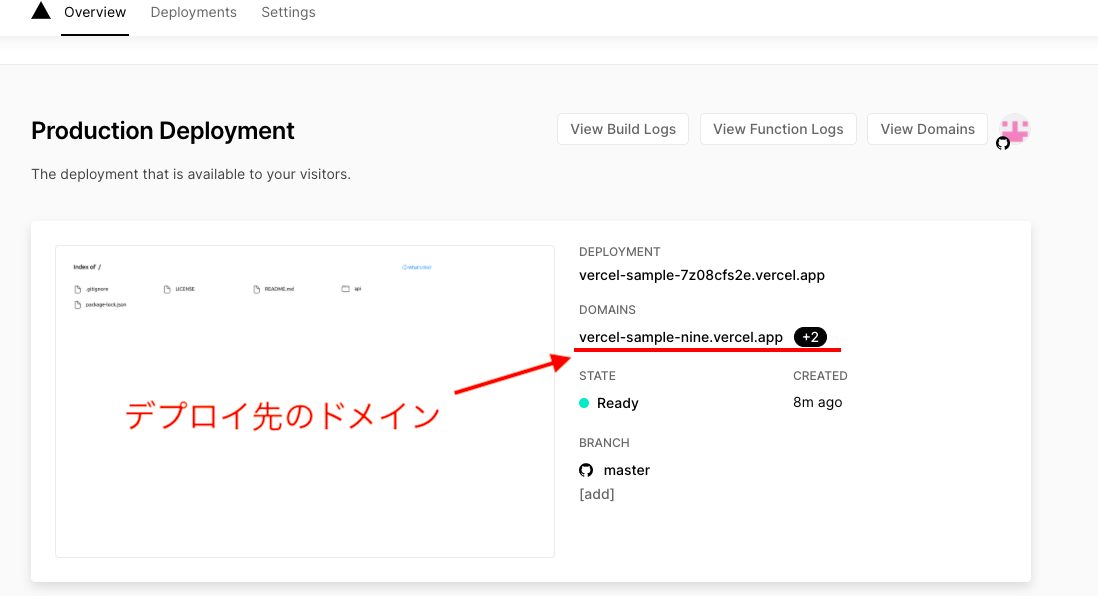 Overview Deployments Settings
Production Deployment
View Build Logs View Function Logs View Domains
The deployment that is available to your visitors.
Index of /
.gitignore LICENSE README.md api
package-lock.json
デプロイ先のドメイン
DEPLOYMENT
vercel-sample-7z08cfs2e.vercel.app
DOMAINS
vercel-sample-nine.vercel.app +2
STATE CREATED
Ready 8m ago
BRANCH
master
[add]